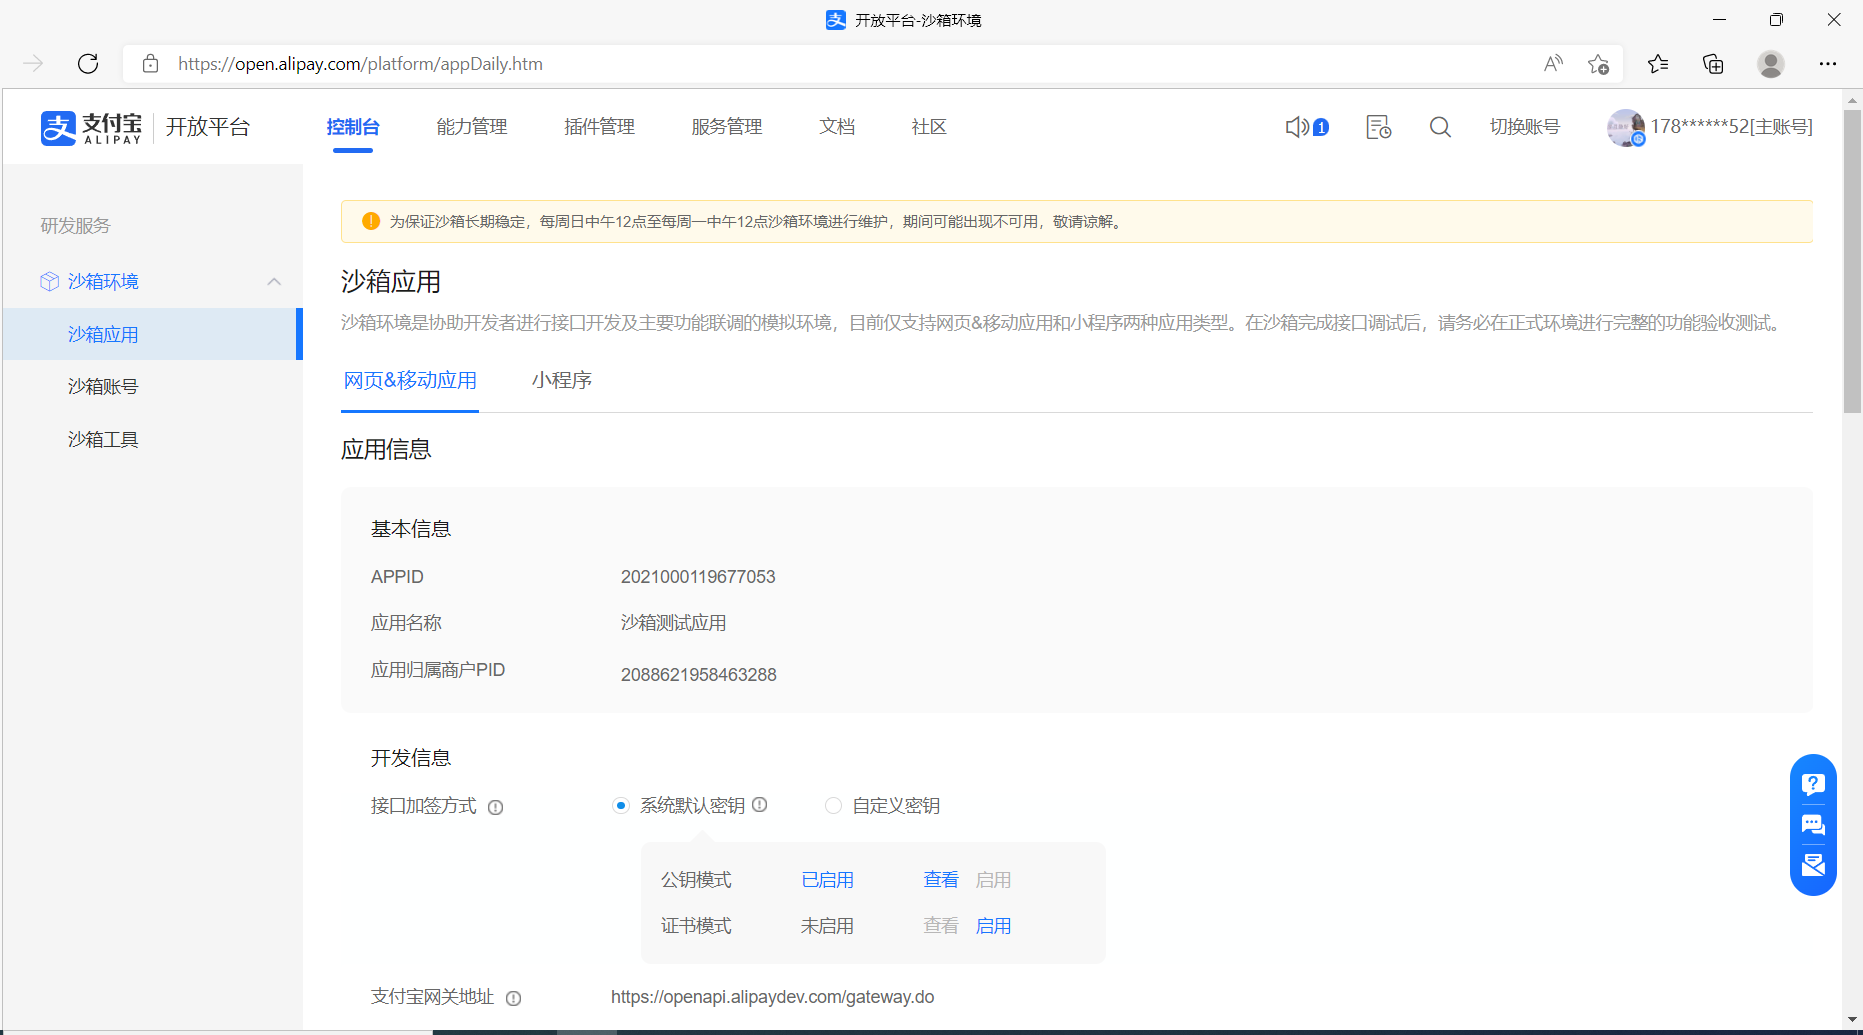 开放平台-沙箱环境
https://open.alipay.com/platform/appDaily.htm
支付宝 ALIPAY 开放平台 控制台 能力管理 插件管理 服务管理 文档 社区 1 切换账号 178******52[主账号]
研发服务
沙箱环境
沙箱应用
沙箱账号
沙箱工具
为保证沙箱长期稳定，每周日中午12点至每周一中午12点沙箱环境进行维护，期间可能出现不可用，敬请谅解。
沙箱应用
沙箱环境是协助开发者进行接口开发及主要功能联调的模拟环境，目前仅支持网页&移动应用和小程序两种应用类型。在沙箱完成接口调试后，请务必在正式环境进行完整的功能验收测试。
网页&移动应用 小程序
应用信息
基本信息
APPID 2021000119677053
应用名称 沙箱测试应用
应用归属商户PID 2088621958463288
开发信息
接口加签方式 系统默认密钥 自定义密钥
公钥模式 已启用 查看 启用
证书模式 未启用 查看 启用
支付宝网关地址 https://openapi.alipaydev.com/gateway.do